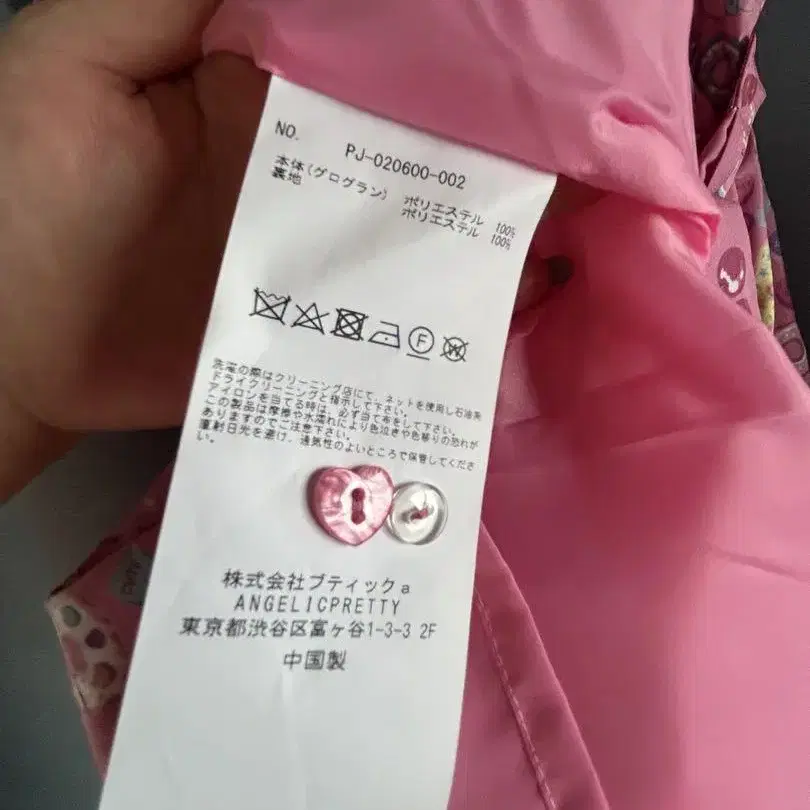 NO. PJ-020600-002
本体(グログラン) ポリエステル 100%
裏地 ポリエステル 100%
F
W
洗濯の際はクリーニング店にて、ネットを使用し石油系
ドライクリーニングと指示して下さい。
アイロンを当てる時は、必ず当て布をして下さい。
この製品は摩擦や水濡れにより色泣きや色移りの恐れが
ありますのでご注意下さい。
直射日光を避け、通気性のよいところで保管してくださ
い。
株式会社ブティックa
ANGELICPRETTY
東京都渋谷区富ヶ谷1-3-3 2F
中国製